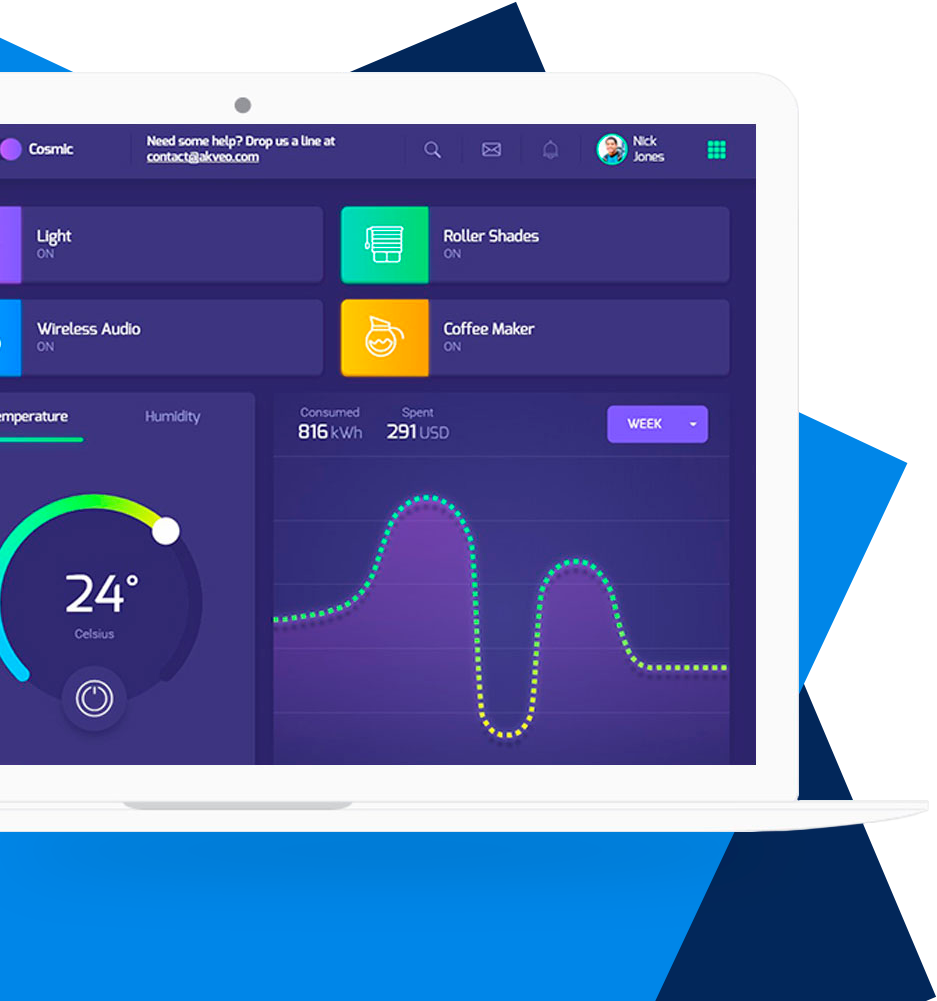 Cosmic
Need some help? Drop us a line at
contact@akveo.com
Nick
Jones
Light
ON
Roller Shades
ON
Wireless Audio
ON
Coffee Maker
ON
emperature
Humidity
Consumed
816 kWh
Spent
291 USD
WEEK
24°
Celsius